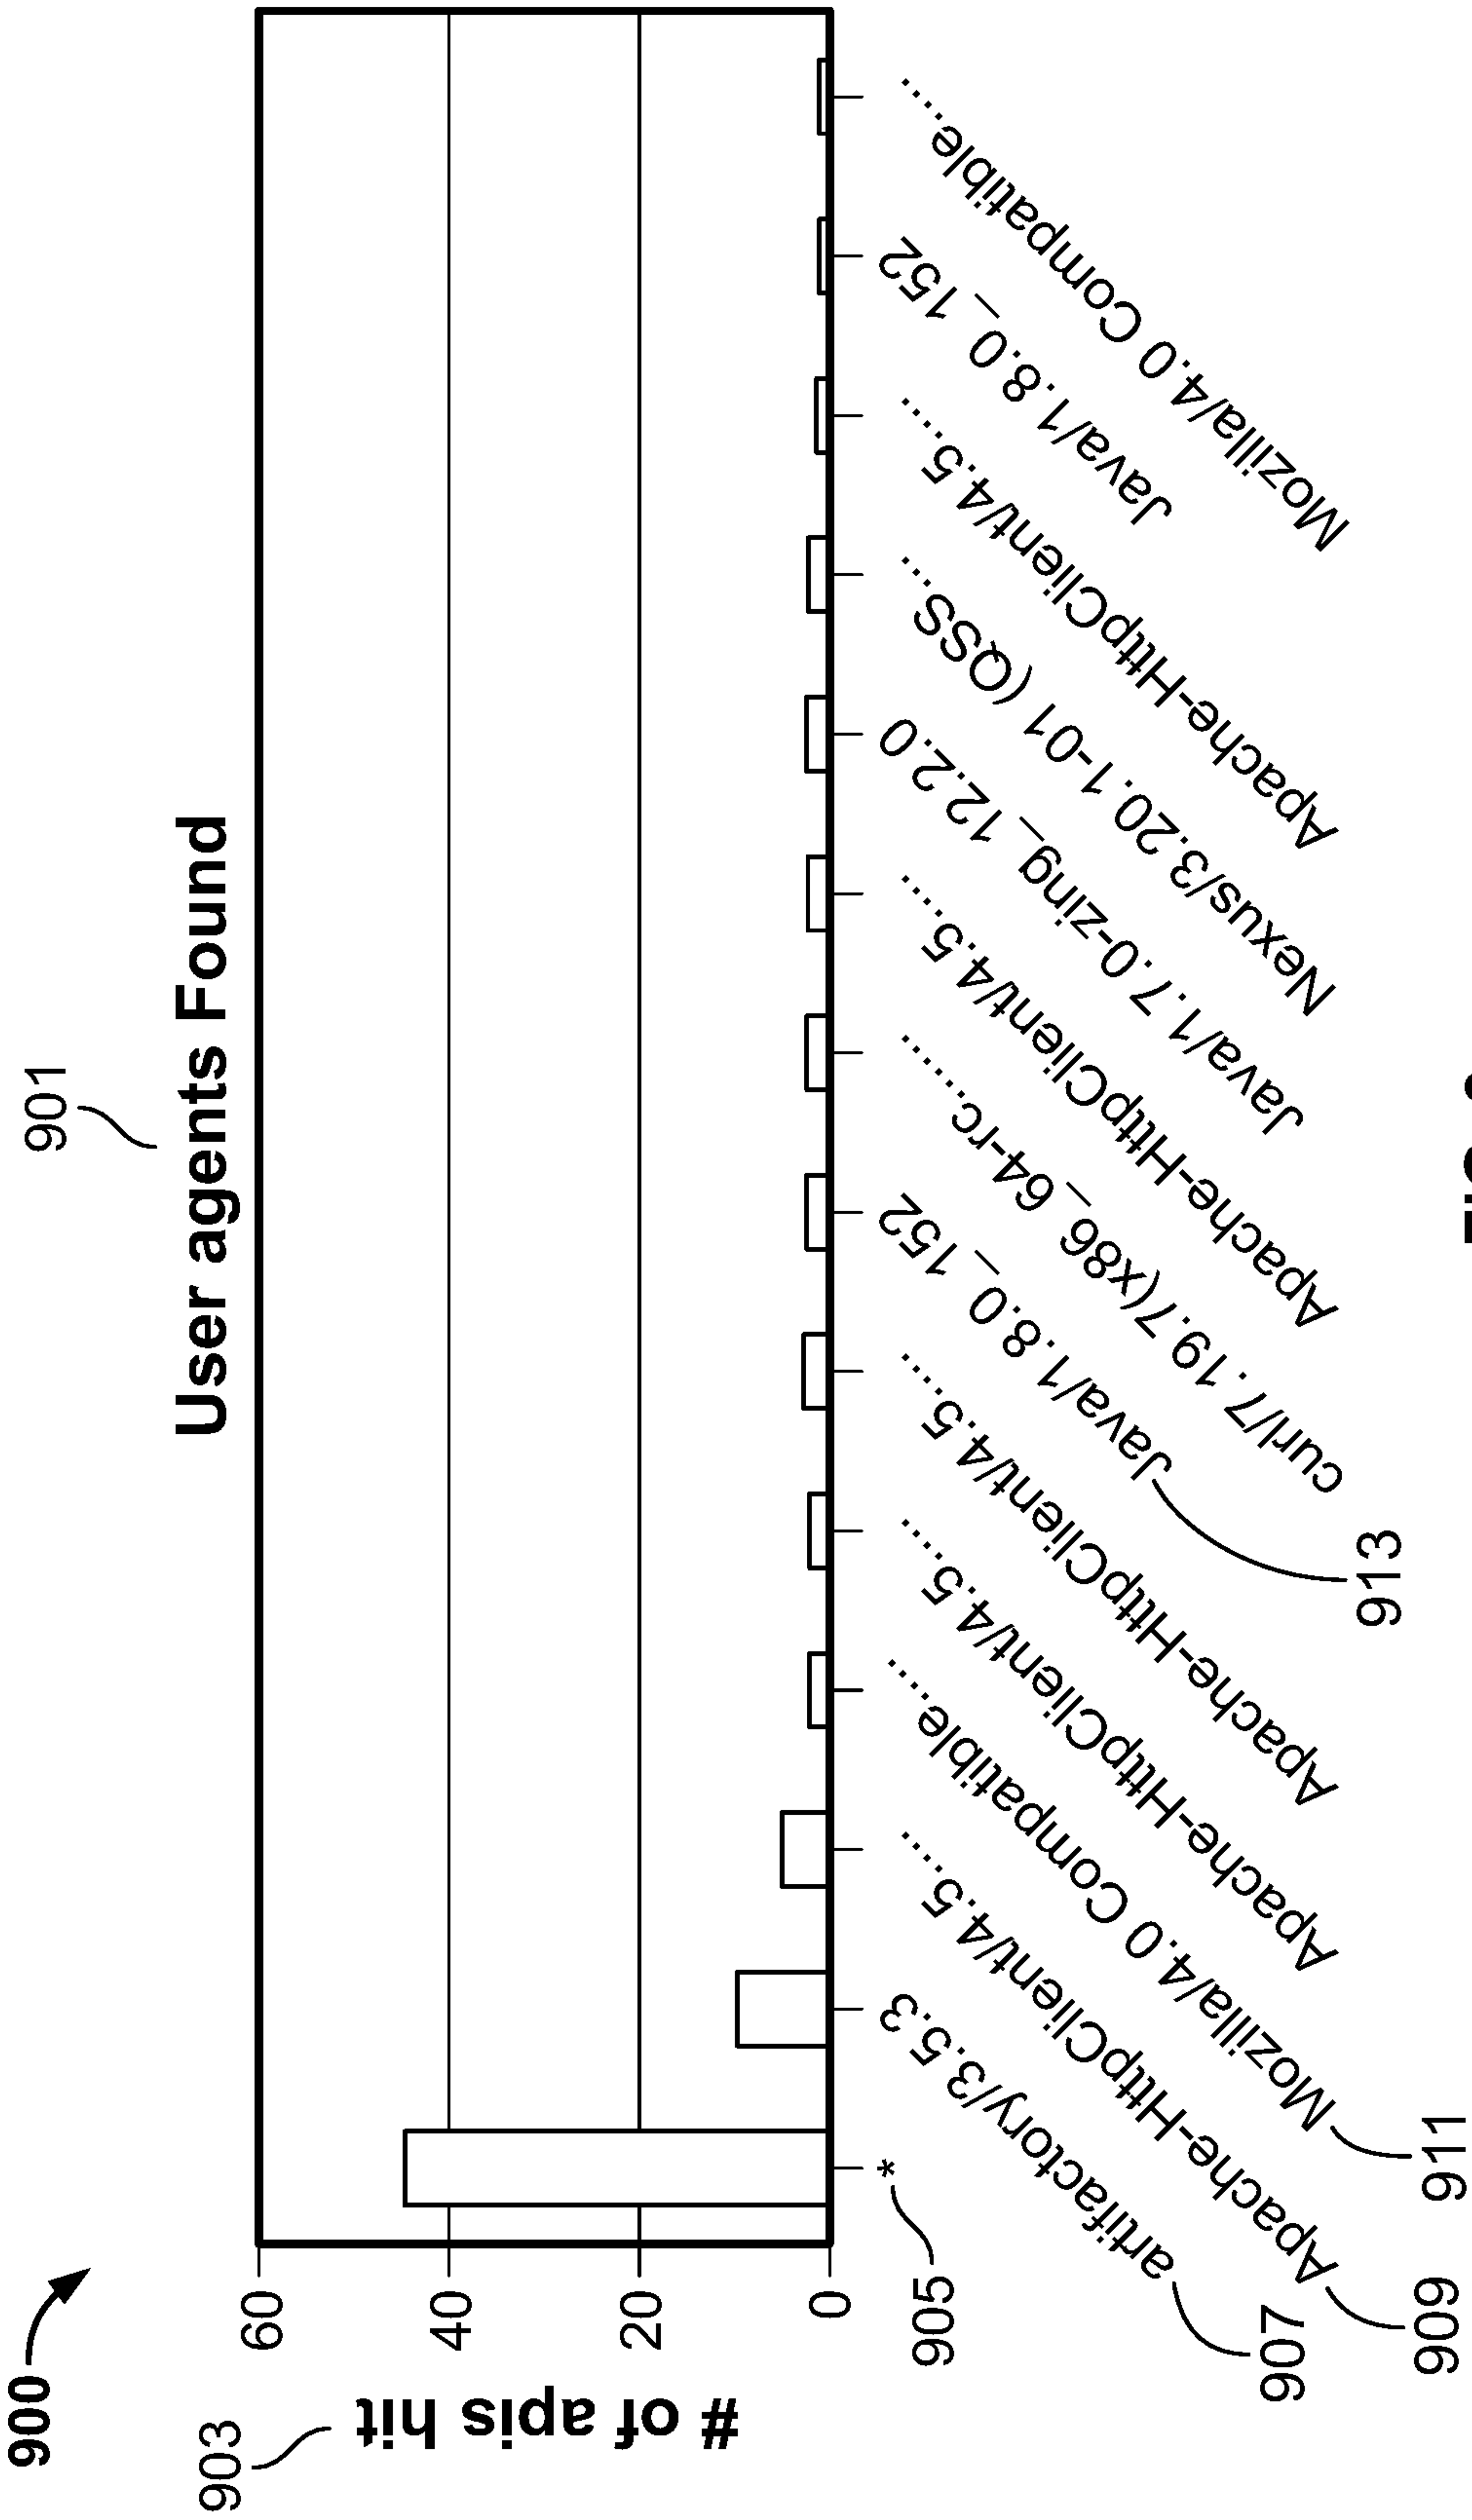 900
901
User agents Found
903
# of apis hit
60
40
20
0
905
*
artifactory/3.5.3
907
Apache-HttpClient/4.5.....
909
Mozilla/4.0 Compatible....
911
Apache-HttpClient/4.5.....
Apache-HttpClient/4.5.....
Java/1.8.0_151
913
curl/7.19.7(x86_64-rc.....
Apache-HttpClient/4.5.....
Java/1.7.0-zing_12.2.0
Nexus/3.20.1-01 (QSS...
Apache-HttpClient/4.5.....
Java/1.8.0_152
Mozilla/4.0 Compatible....